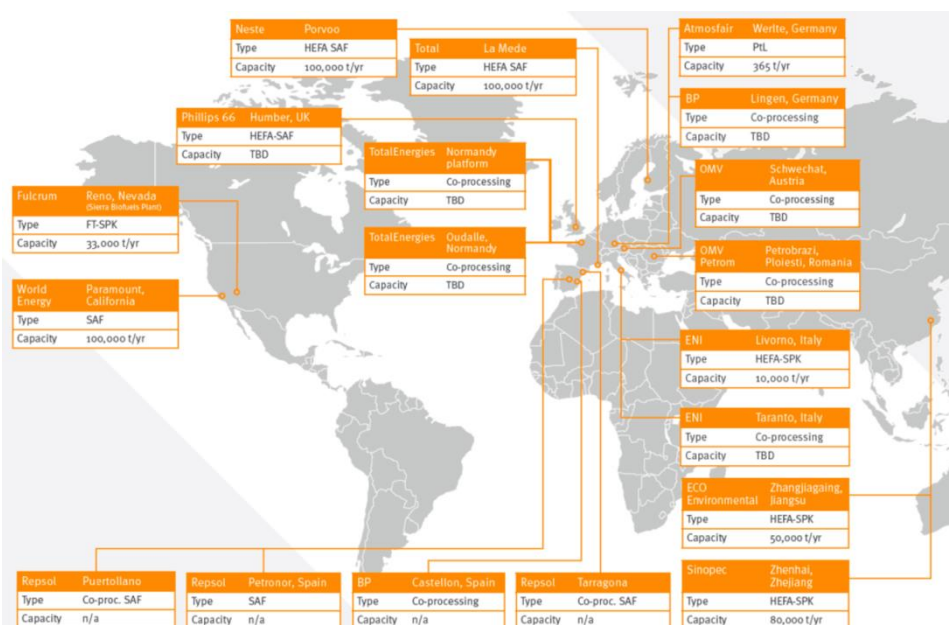 Neste Porvoo
Type HEFA SAF
Capacity 100,000 t/yr
Total La Mede
Type HEFA SAF
Capacity 100,000 t/yr
Atmosfair Werlte, Germany
Type PtL
Capacity 365 t/yr
BP Lingen, Germany
Type Co-processing
Capacity TBD
Phillips 66 Humber, UK
Type HEFA-SAF
Capacity TBD
TotalEnergies Normandy
platform
Type Co-processing
Capacity TBD
OMV Schwechat,
Austria
Type Co-processing
Capacity TBD
Fulcrum Reno, Nevada
(Sierra Biofuels Plant)
Type FT-SPK
Capacity 33,000 t/yr
TotalEnergies Oudalle,
Normandy
Type Co-processing
Capacity TBD
OMV Petrobrazi,
Petrom Ploiesti, Romania
Type Co-processing
Capacity TBD
World Paramount,
Energy California
Type SAF
Capacity 100,000 t/yr
ENI Livorno, Italy
Type HEFA-SPK
Capacity 10,000 t/yr
ENI Taranto, Italy
Type Co-processing
Capacity TBD
ECO Zhangjiagaing,
Environmental Jiangsu
Type HEFA-SPK
Capacity 50,000 t/yr
Repsol Puertollano
Type Co-proc. SAF
Capacity n/a
Repsol Petronor, Spain
Type SAF
Capacity n/a
BP Castellon, Spain
Type Co-processing
Capacity n/a
Repsol Tarragona
Type Co-proc. SAF
Capacity n/a
Sinopec Zhenhai,
Zhejiang
Type HEFA-SPK
Capacity 80,000 t/yr